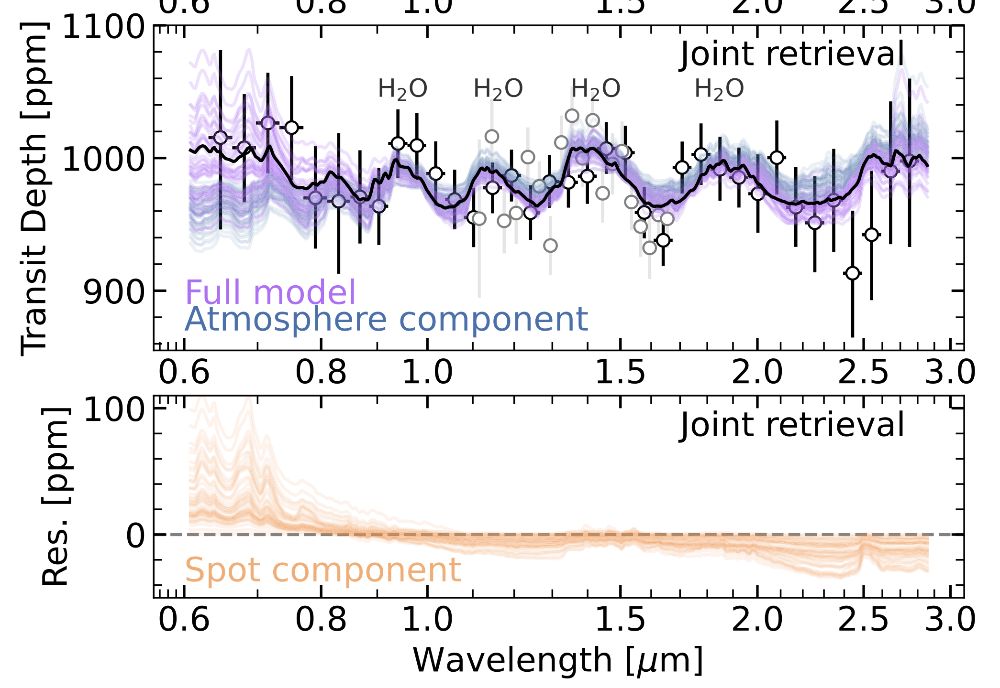 0.6 0.8 1.0 1.5 2.0 2.5 3.0
Transit Depth [ppm]
1100
1000
900
Joint retrieval
H₂O H₂O H₂O H₂O
Full model
Atmosphere component
0.6 0.8 1.0 1.5 2.0 2.5 3.0
Res. [ppm]
100
0
Joint retrieval
Spot component
0.6 0.8 1.0 1.5 2.0 2.5 3.0
Wavelength [μm]